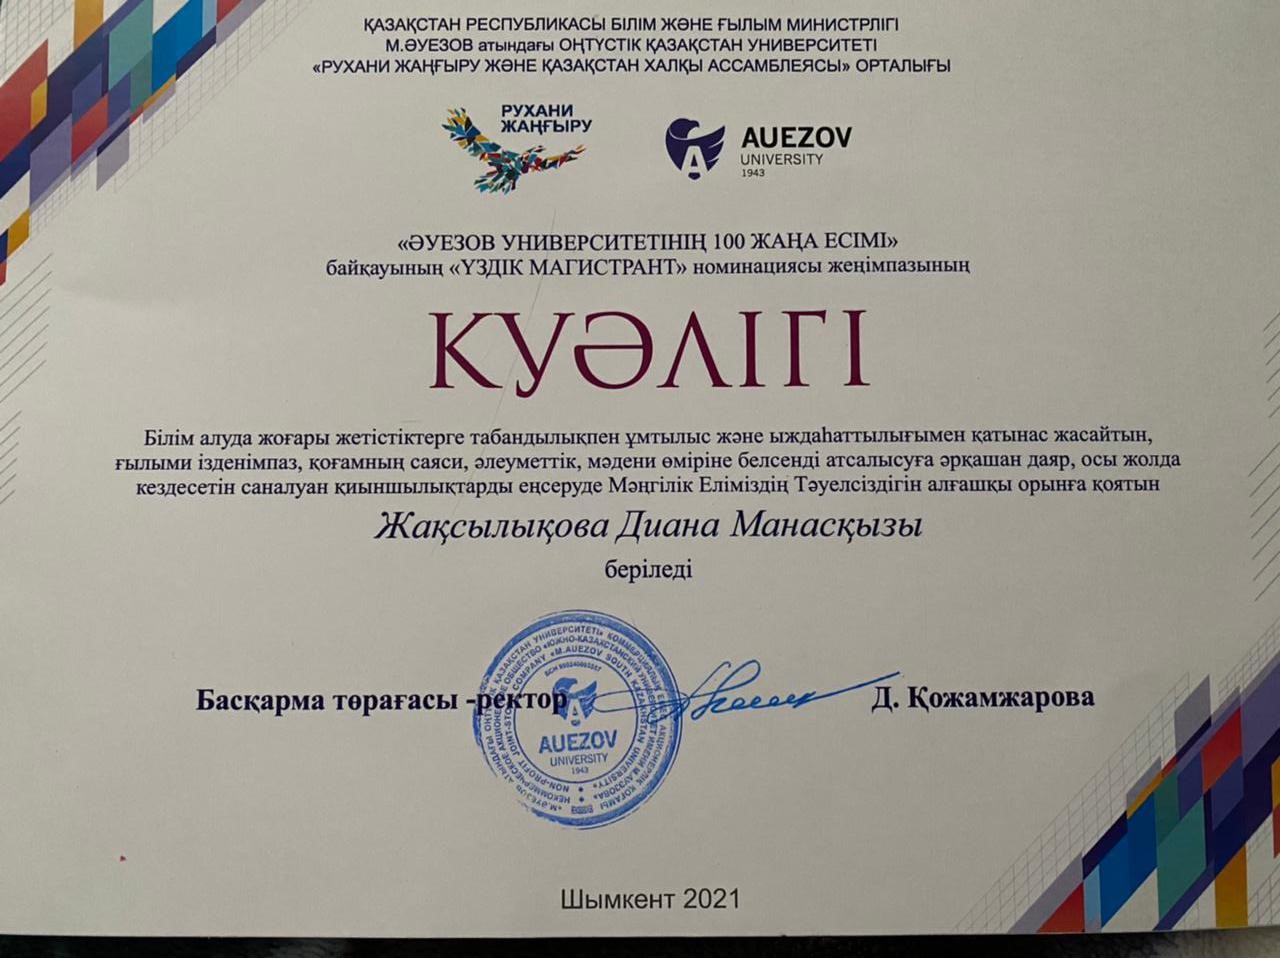 ҚАЗАҚСТАН РЕСПУБЛИКАСЫ БІЛІМ ЖӘНЕ ҒЫЛЫМ МИНИСТРЛІГІ
М.ӘУЕЗОВ атындағы ОҢТҮСТІК ҚАЗАҚСТАН УНИВЕРСИТЕТІ
«РУХАНИ ЖАҢҒЫРУ ЖӘНЕ ҚАЗАҚСТАН ХАЛҚЫ АССАМБЛЕЯСЫ» ОРТАЛЫҒЫ
РУХАНИ
ЖАҢҒЫРУ
AUEZOV
UNIVERSITY
1943
«ӘУЕЗОВ УНИВЕРСИТЕТІНІҢ 100 ЖАҢА ЕСІМІ»
байқауының «ҮЗДІК МАГИСТРАНТ» номинациясы жеңімпазының
КУӘЛІГІ
Білім алуда жоғары жетістіктерге табандылықпен ұмтылыс және ыждаһаттылығымен қатынас жасайтын,
ғылыми ізденімпаз, қоғамның саяси, әлеуметтік, мәдени өміріне белсенді атсалысуға әрқашан даяр, осы жолда
кездесетін саналуан қиыншылықтарды еңсеруде Мәңгілік Еліміздің Тәуелсіздігін алғашқы орынға қоятын
Жақсылықова Диана Манасқызы
беріледі
Басқарма төрағасы -ректор
Д. Қожамжарова
AUEZOV
UNIVERSITY
1943
Шымкент 2021